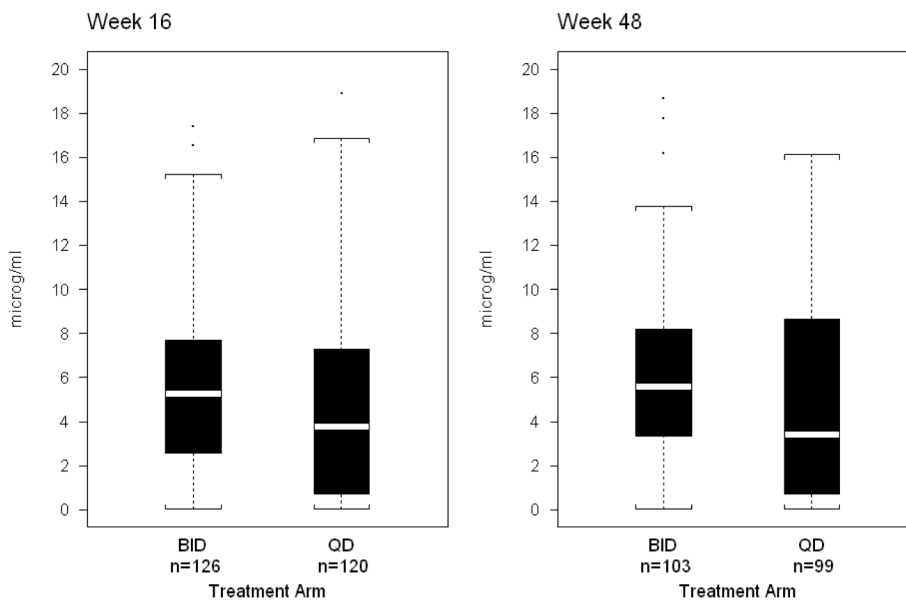 Week 16
microg/ml
20
18
16
14
12
10
8
6
4
2
0
BID QD
n=126 n=120
Treatment Arm
Week 48
microg/ml
20
18
16
14
12
10
8
6
4
2
0
BID QD
n=103 n=99
Treatment Arm